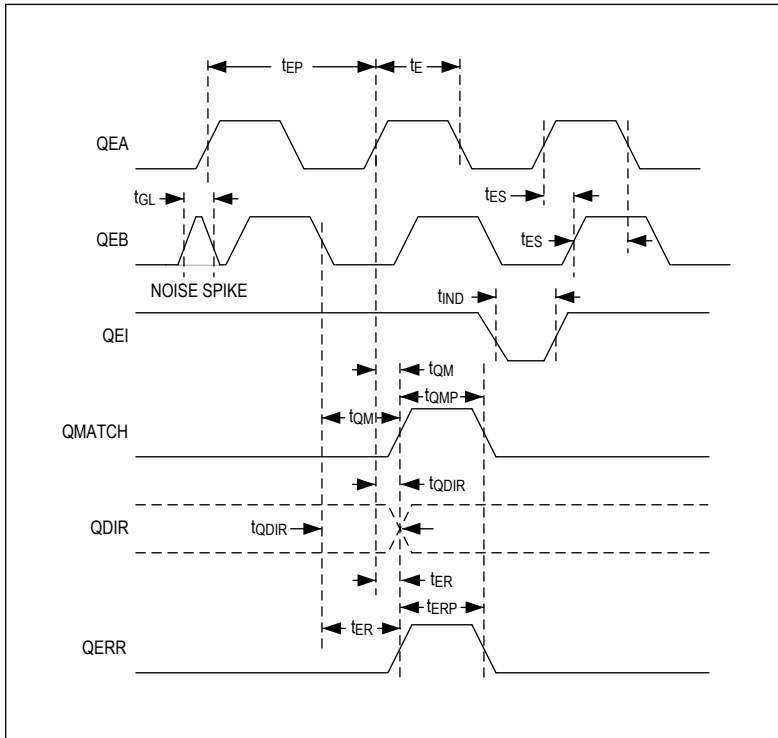 tEP
tE
QEA
tGL
tES
QEB
tES
NOISE SPIKE
tIND
QEI
tQM
tQMP
tQM
QMATCH
tQDIR
QDIR
tQDIR
tER
tERP
tER
QERR